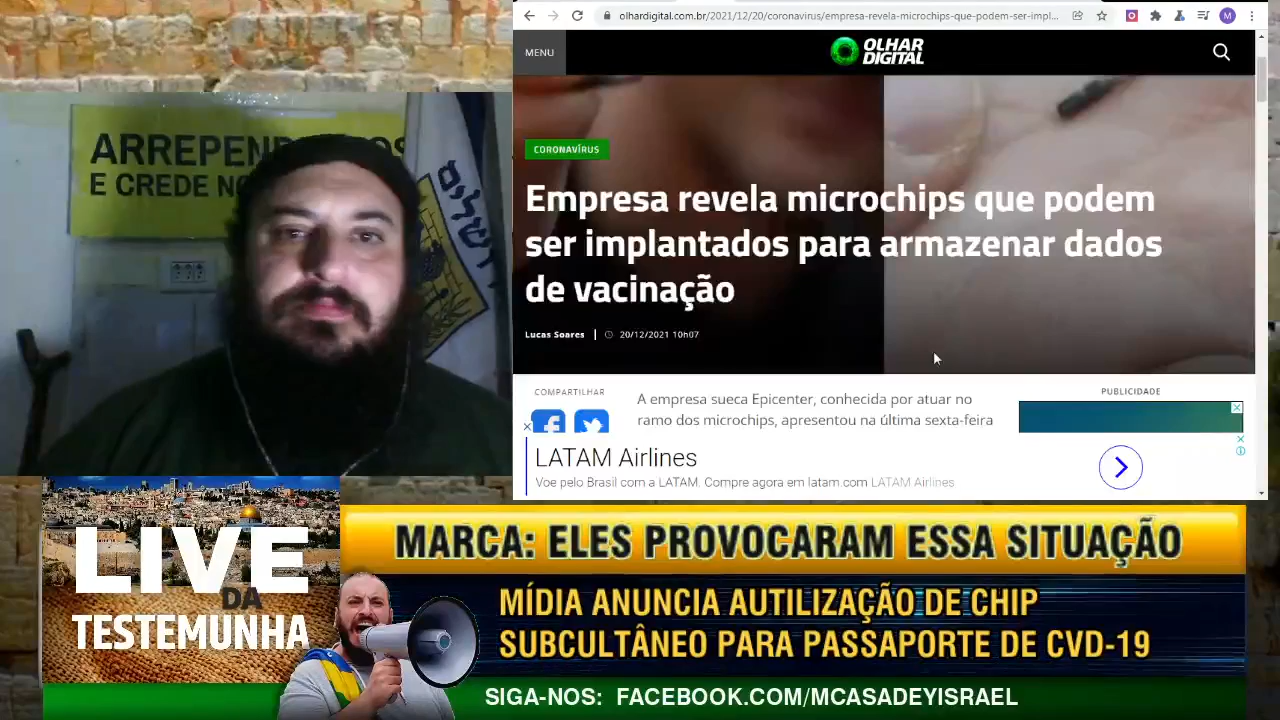 olhardigital.com.br/2021/12/20/coronavirus/empresa-revela-microchips-que-podem-ser-impl...
M
MENU
OLHAR
DIGITAL
CORONAVÍRUS
Empresa revela microchips que podem
ser implantados para armazenar dados
de vacinação
Lucas Soares
20/12/2021 10h07
COMPARTILHAR
A empresa sueca Epicenter, conhecida por atuar no
ramo dos microchips, apresentou na última sexta-feira
PUBLICIDADE
LATAM Airlines
Voe pelo Brasil com a LATAM. Compre agora em latam.com LATAM Airlines
E CREDE
ירושלים
LIVE
DA
TESTEMUNHA
MARCA: ELES PROVOCARAM ESSA SITUAÇÃO
MÍDIA ANUNCIA AUTILIZAÇÃO DE CHIP
SUBCULTÂNEO PARA PASSAPORTE DE CVD-19
SIGA-NOS: FACEBOOK.COM/MCASADEYISRAEL